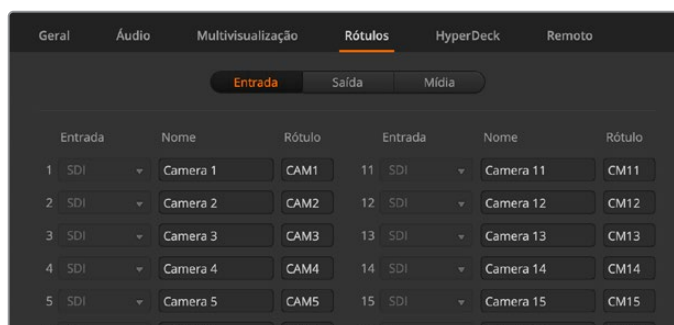 Geral Áudio Multivisualização Rótulos HyperDeck Remoto
Entrada Saída Mídia
Entrada Nome Rótulo Entrada Nome Rótulo
1 SDI Camera 1 CAM1 11 SDI Camera 11 CM11
2 SDI Camera 2 CAM2 12 SDI Camera 12 CM12
3 SDI Camera 3 CAM3 13 SDI Camera 13 CM13
4 SDI Camera 4 CAM4 14 SDI Camera 14 CM14
5 SDI Camera 5 CAM5 15 SDI Camera 15 CM15